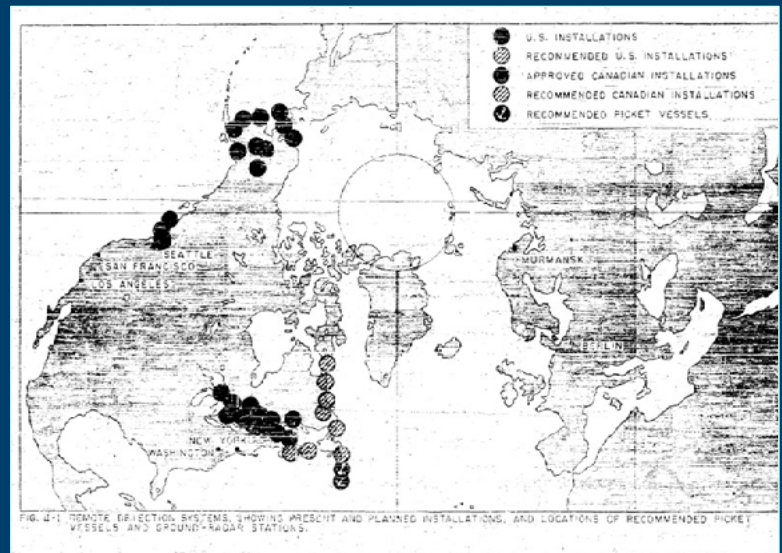 U.S. INSTALLATIONS
RECOMMENDED U.S. INSTALLATIONS
APPROVED CANADIAN INSTALLATIONS
RECOMMENDED CANADIAN INSTALLATIONS
RECOMMENDED PICKET VESSELS
SEATTLE
SAN FRANCISCO
LOS ANGELES
MURMANSK
BERLIN
NEW YORK
WASHINGTON
FIG. 4-1 REMOTE DETECTION SYSTEMS, SHOWING PRESENT AND PLANNED INSTALLATIONS, AND LOCATIONS OF RECOMMENDED PICKET
VESSELS AND GROUND-RADAR STATIONS.